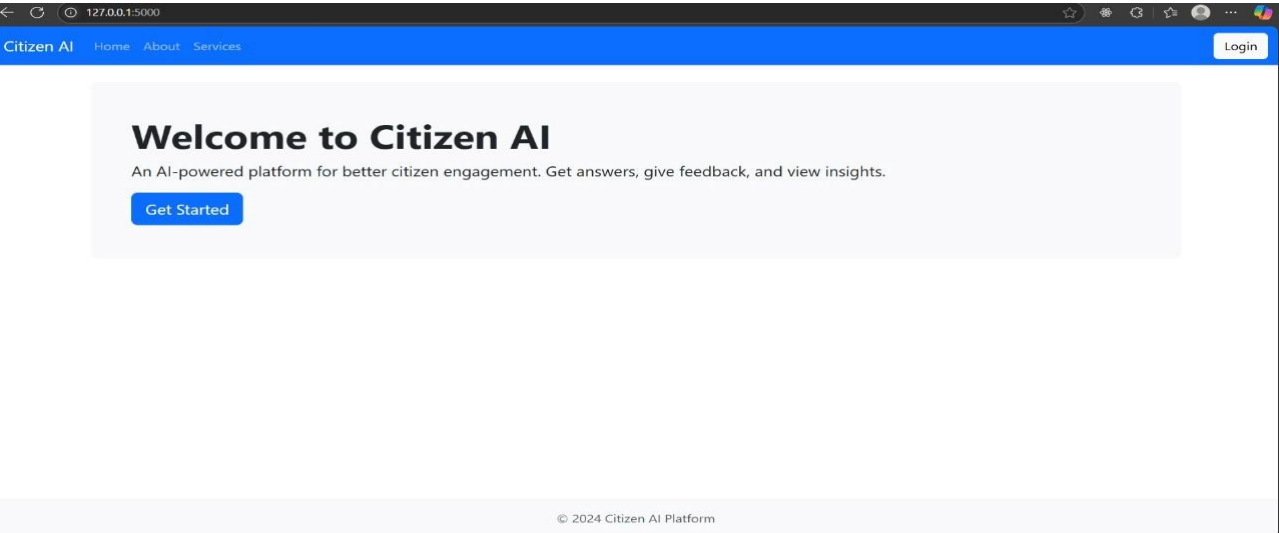 127.0.0.1:5000
Citizen AI Home About Services Login
Welcome to Citizen AI
An AI-powered platform for better citizen engagement. Get answers, give feedback, and view insights.
Get Started
© 2024 Citizen AI Platform